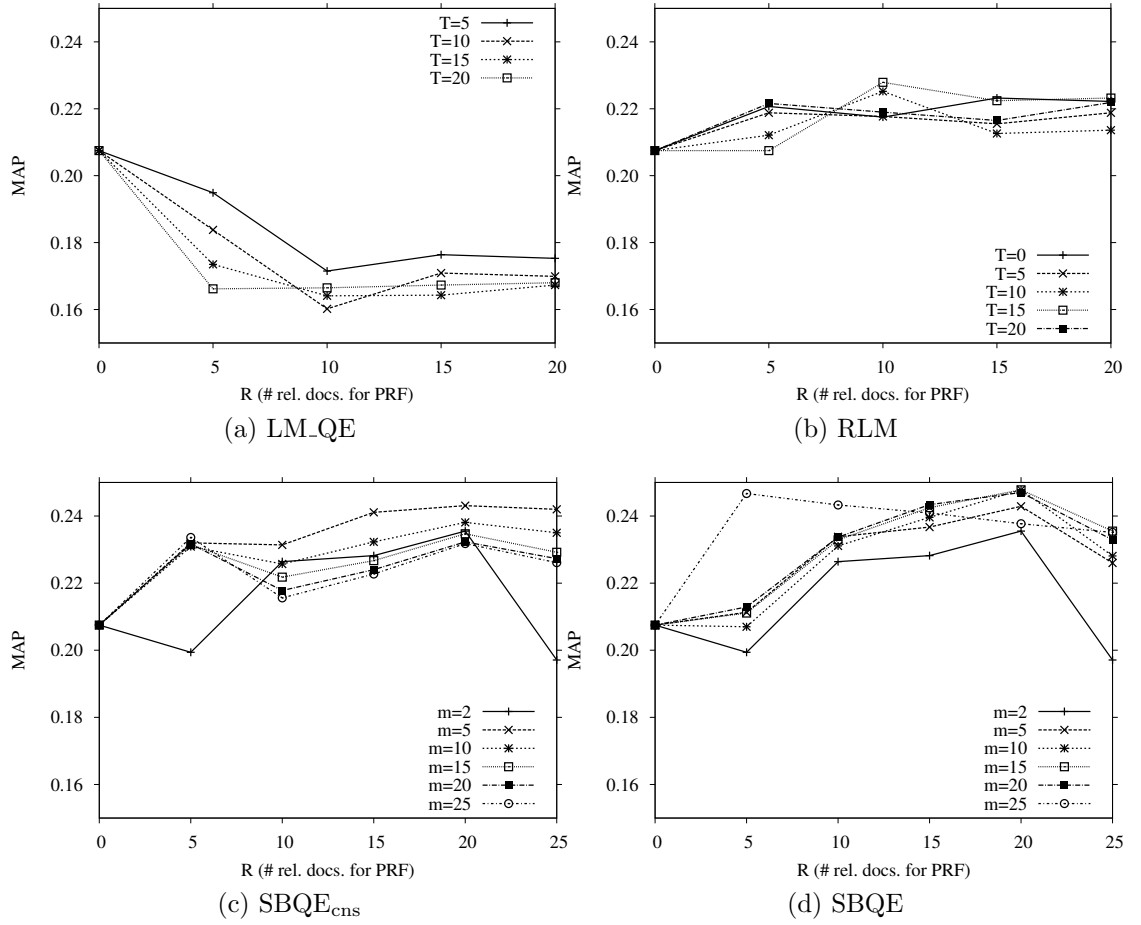 0.24
0.22
0.20
0.18
0.16
MAP
0 5 10 15 20
R (# rel. docs. for PRF)
T=5
T=10
T=15
T=20
(a) LM_QE
0.24
0.22
0.20
0.18
0.16
MAP
0 5 10 15 20
R (# rel. docs. for PRF)
T=0
T=5
T=10
T=15
T=20
(b) RLM
0.24
0.22
0.20
0.18
0.16
MAP
0 5 10 15 20 25
R (# rel. docs. for PRF)
m=2
m=5
m=10
m=15
m=20
m=25
(c) SBQEcns
0.24
0.22
0.20
0.18
0.16
MAP
0 5 10 15 20 25
R (# rel. docs. for PRF)
m=2
m=5
m=10
m=15
m=20
m=25
(d) SBQE